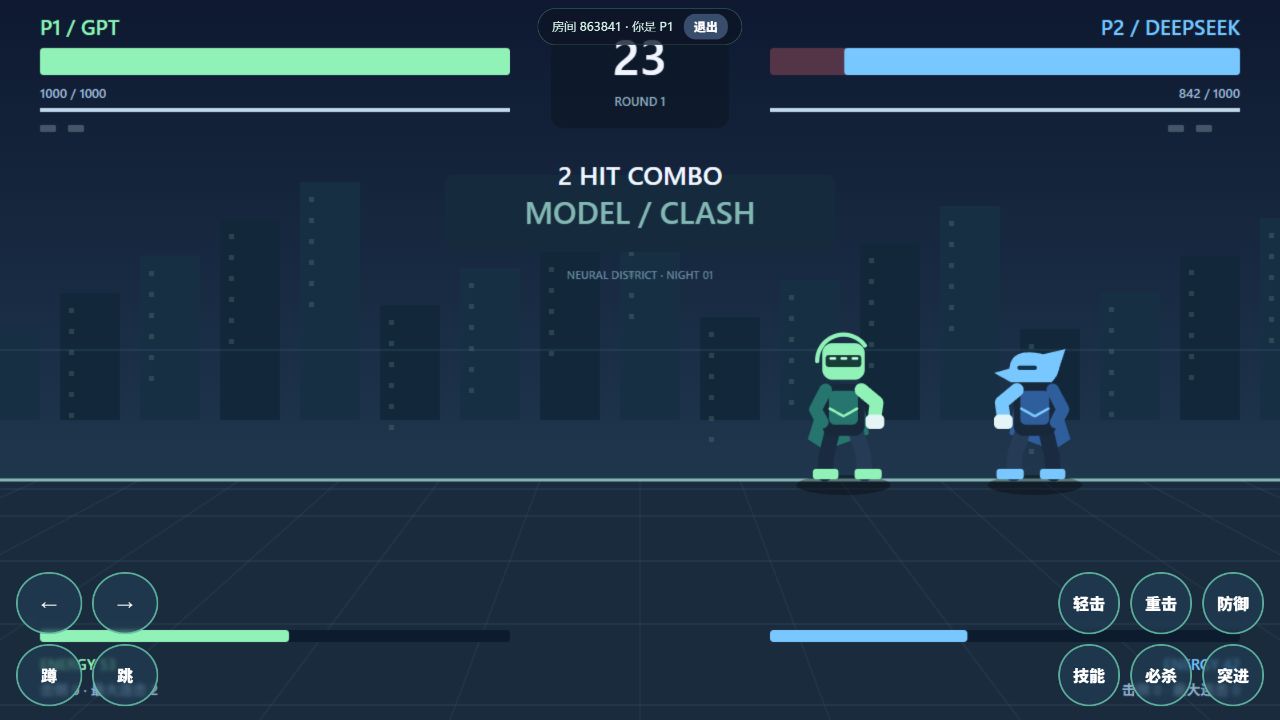 P1 / GPT
房间 863841 · 你是 P1 退出
P2 / DEEPSEEK
23
1000 / 1000
ROUND 1
842 / 1000
2 HIT COMBO
MODEL / CLASH
NEURAL DISTRICT · NIGHT 01
← →
轻击 重击 防御
蹲 跳
技能 必杀 突进